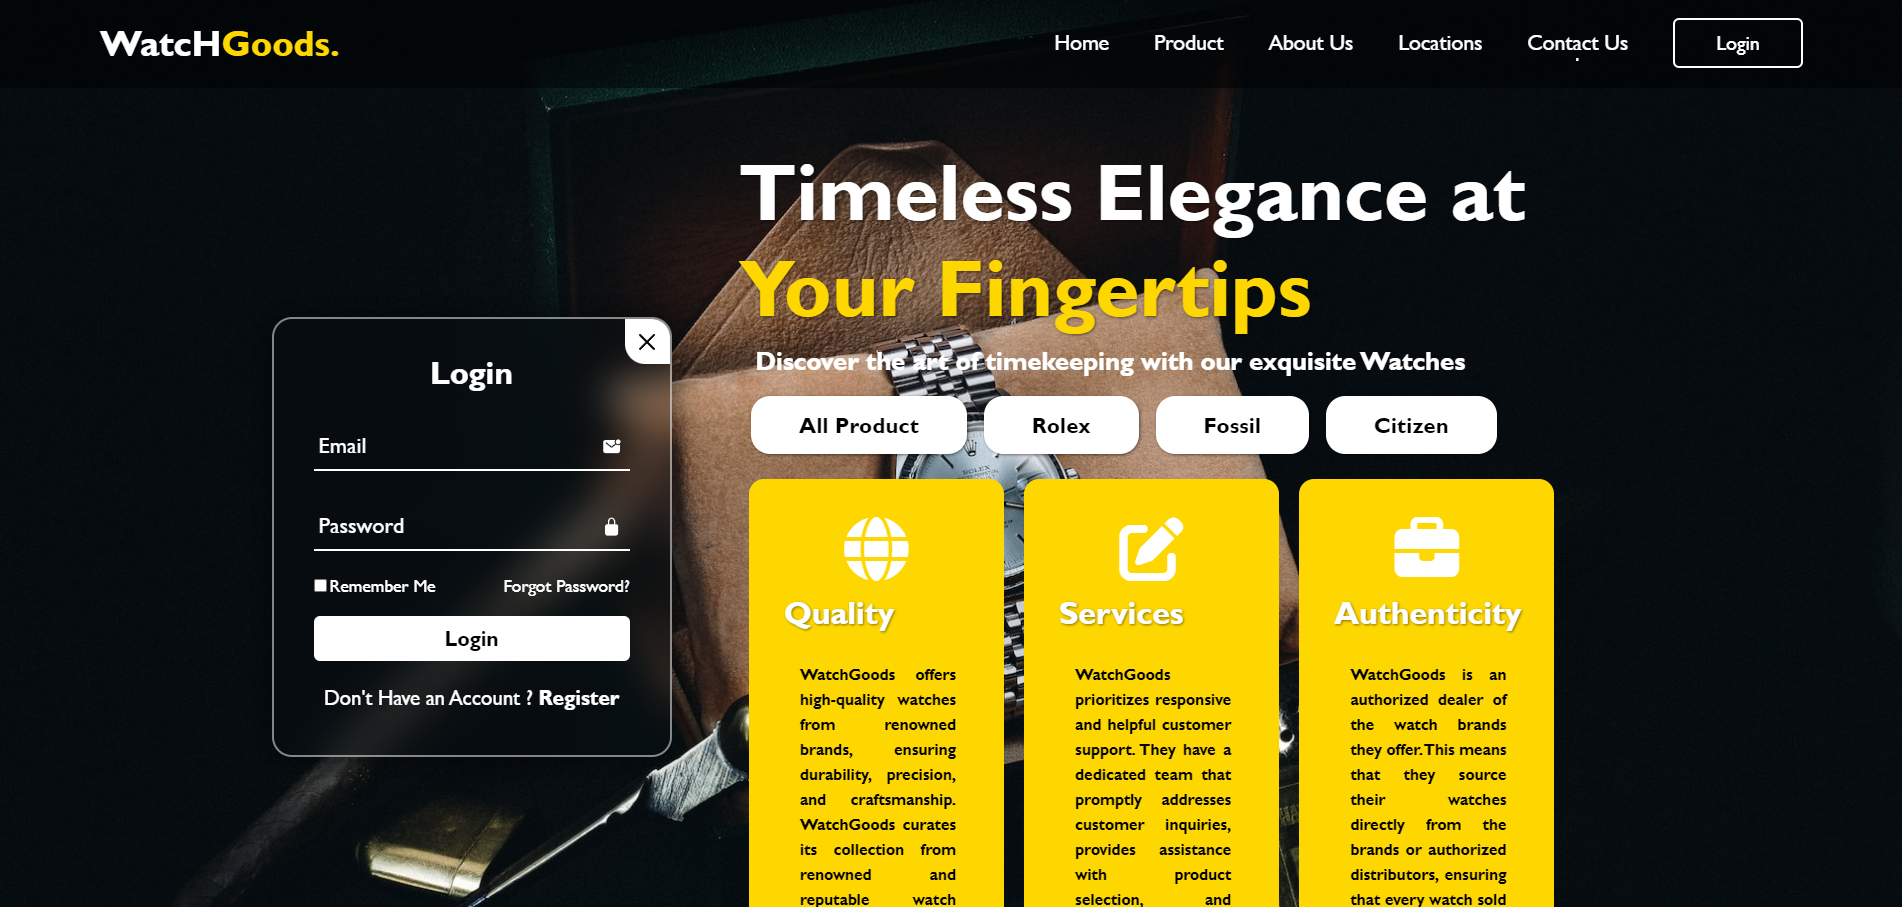 WatcHGoods.
Home Product About Us Locations Contact Us Login
Timeless Elegance at
Your Fingertips
Discover the art of timekeeping with our exquisite Watches
All Product Rolex Fossil Citizen
Login
Email
Password
Remember Me Forgot Password?
Login
Don't Have an Account ? Register
ROLEX
Quality
WatchGoods offers
high-quality watches
from renowned
brands, ensuring
durability, precision,
and craftsmanship.
WatchGoods curates
its collection from
renowned and
reputable watch
Services
WatchGoods
prioritizes responsive
and helpful customer
support. They have a
dedicated team that
promptly addresses
customer inquiries,
provides assistance
with product
selection, and
Authenticity
WatchGoods is an
authorized dealer of
the watch brands
they offer. This means
that they source
their watches
directly from the
brands or authorized
distributors, ensuring
that every watch sold